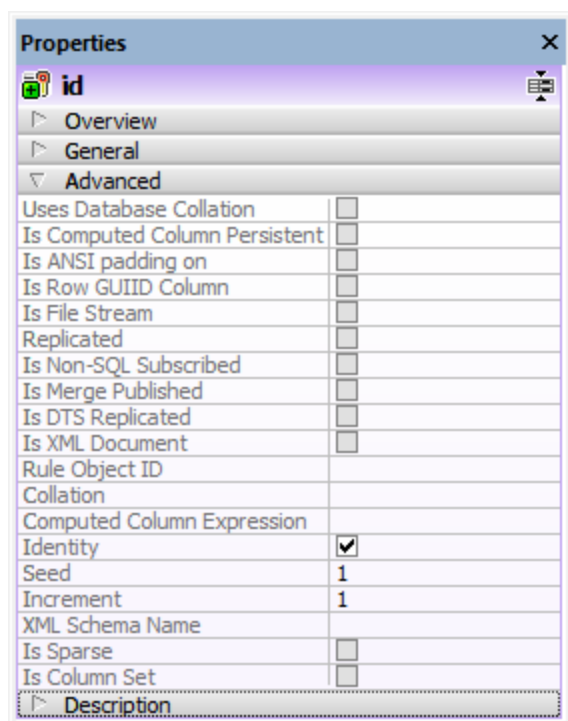 Properties
id
Overview
General
Advanced
Uses Database Collation
Is Computed Column Persistent
Is ANSI padding on
Is Row GUIID Column
Is File Stream
Replicated
Is Non-SQL Subscribed
Is Merge Published
Is DTS Replicated
Is XML Document
Rule Object ID
Collation
Computed Column Expression
Identity
Seed 1
Increment 1
XML Schema Name
Is Sparse
Is Column Set
Description